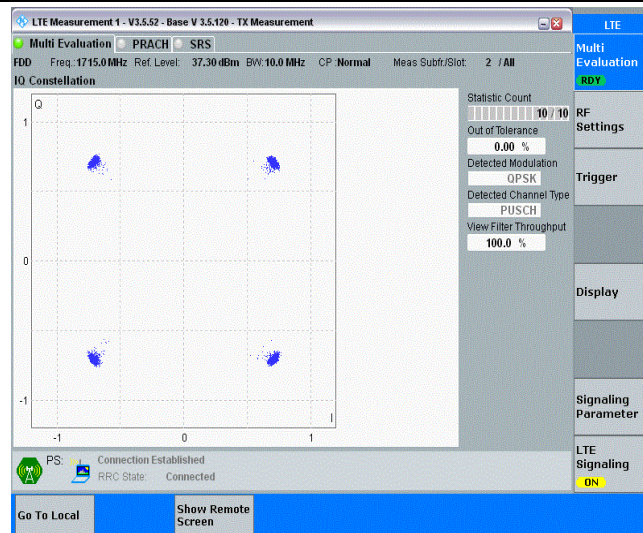 LTE Measurement 1 - V3.5.52 - Base V 3.5.120 - TX Measurement
LTE
Multi Evaluation PRACH SRS
Multi
Evaluation
RDY
FDD Freq.:1715.0 MHz Ref. Level: 37.30 dBm BW:10.0 MHz CP :Normal Meas Subfr./Slot: 2 / All
IQ Constellation
Q
1
0
-1
I
-1 0 1
Statistic Count
10 / 10
Out of Tolerance
0.00 %
Detected Modulation
QPSK
Detected Channel Type
PUSCH
View Filter Throughput
100.0 %
RF
Settings
Trigger
Display
Signaling
Parameter
LTE
Signaling
ON
PS: Connection Established
RRC State: Connected
Go To Local
Show Remote
Screen